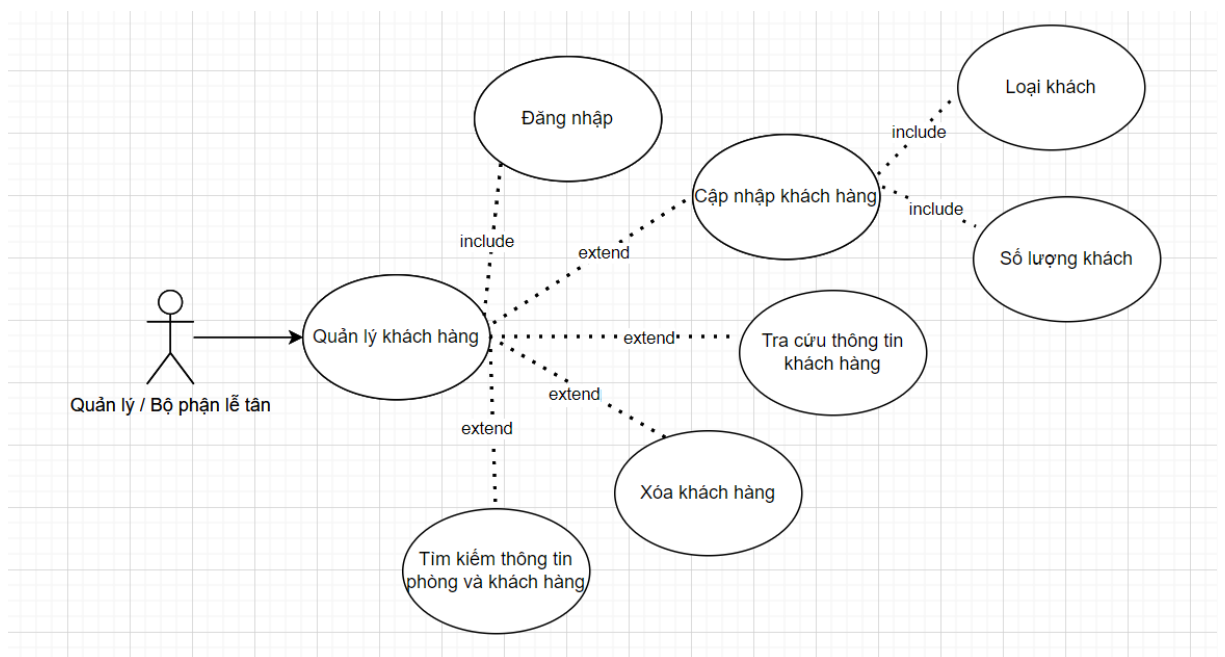 Đăng nhập
Loại khách
include
Cập nhập khách hàng
include
Số lượng khách
include
extend
Quản lý khách hàng
extend
Tra cứu thông tin
khách hàng
Quản lý / Bộ phận lễ tân
extend
extend
Xóa khách hàng
Tìm kiếm thông tin
phòng và khách hàng